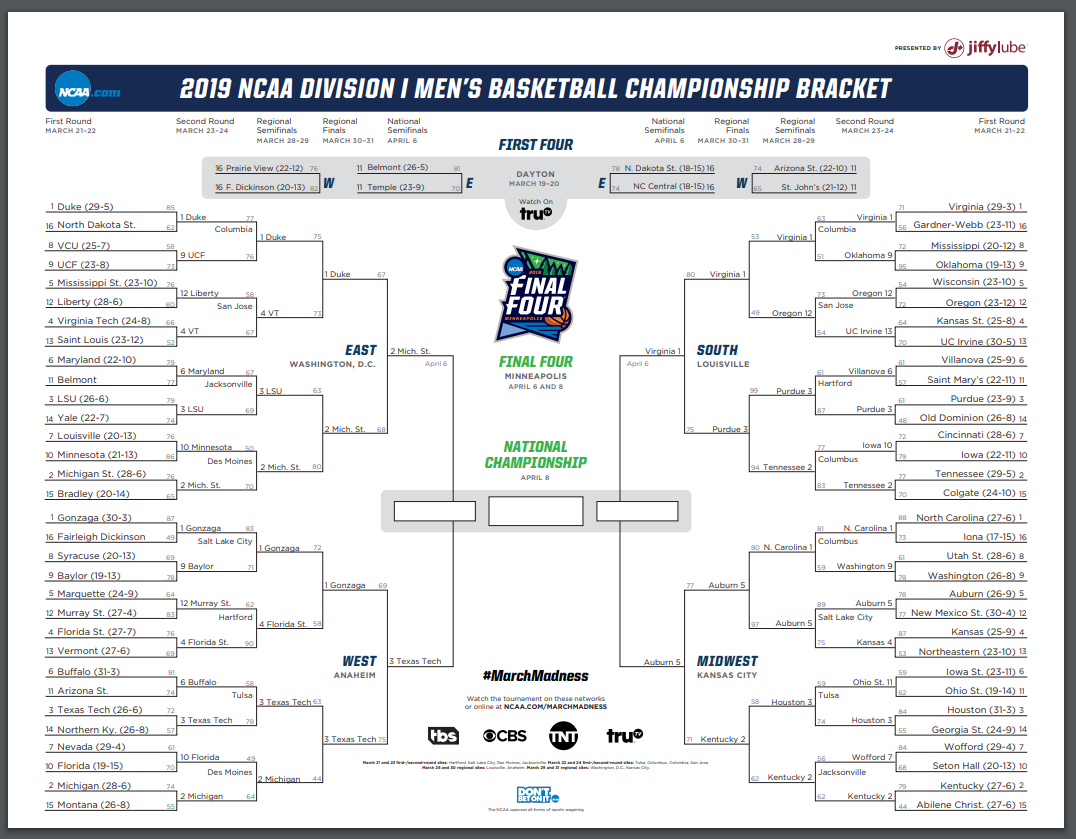 PRESENTED BY jiffylube
NCAA.com 2019 NCAA DIVISION I MEN'S BASKETBALL CHAMPIONSHIP BRACKET
First Round
MARCH 21-22
Second Round
MARCH 23-24
Regional
Semifinals
MARCH 28-29
Regional
Finals
MARCH 30-31
National
Semifinals
APRIL 6
National
Semifinals
APRIL 6
Regional
Finals
MARCH 30-31
Regional
Semifinals
MARCH 28-29
Second Round
MARCH 23-24
First Round
MARCH 21-22
FIRST FOUR
16 Prairie View (22-12) 76
16 F. Dickinson (20-13) 82
W
11 Belmont (26-5) 81
11 Temple (23-9) 70
E
DAYTON
MARCH 19-20
Watch On
truTV
E
78 N. Dakota St. (18-15) 16
74 NC Central (18-15) 16
W
74 Arizona St. (22-10) 11
65 St. John's (21-12) 11
1 Duke (29-5) 85
16 North Dakota St. 62
8 VCU (25-7) 58
9 UCF (23-8) 73
5 Mississippi St. (23-10) 76
12 Liberty (28-6) 80
4 Virginia Tech (24-8) 66
13 Saint Louis (23-12) 52
6 Maryland (22-10) 79
11 Belmont 77
3 LSU (26-6) 79
14 Yale (22-7) 74
7 Louisville (20-13) 76
10 Minnesota (21-13) 86
2 Michigan St. (28-6) 76
15 Bradley (20-14) 65
1 Duke 77
Columbia
9 UCF 76
12 Liberty 58
San Jose
4 VT 67
6 Maryland 67
Jacksonville
3 LSU 69
10 Minnesota 50
Des Moines
2 Mich. St. 70
1 Duke 75
4 VT 73
3 LSU 63
2 Mich. St. 80
1 Duke 67
2 Mich. St. 68
EAST
WASHINGTON, D.C.
2 Mich. St.
April 6
1 Gonzaga (30-3) 87
16 Fairleigh Dickinson 49
8 Syracuse (20-13) 69
9 Baylor (19-13) 78
5 Marquette (24-9) 64
12 Murray St. (27-4) 83
4 Florida St. (27-7) 76
13 Vermont (27-6) 69
6 Buffalo (31-3) 91
11 Arizona St. 74
3 Texas Tech (26-6) 72
14 Northern Ky. (26-8) 57
7 Nevada (29-4) 61
10 Florida (19-15) 70
2 Michigan (28-6) 74
15 Montana (26-8) 55
1 Gonzaga 83
Salt Lake City
9 Baylor 71
12 Murray St. 62
Hartford
4 Florida St. 90
6 Buffalo 58
Tulsa
3 Texas Tech 78
10 Florida 49
Des Moines
2 Michigan 64
1 Gonzaga 72
4 Florida St. 58
3 Texas Tech 63
2 Michigan 44
1 Gonzaga 69
3 Texas Tech 75
WEST
ANAHEIM
3 Texas Tech
NCAA
2019
FINAL
FOUR
MINNEAPOLIS
FINAL FOUR
MINNEAPOLIS
APRIL 6 AND 8
NATIONAL
CHAMPIONSHIP
APRIL 8
71 Virginia (29-3) 1
56 Gardner-Webb (23-11) 16
72 Mississippi (20-12) 8
95 Oklahoma (19-13) 9
54 Wisconsin (23-10) 5
72 Oregon (23-12) 12
64 Kansas St. (25-8) 4
70 UC Irvine (30-5) 13
61 Villanova (25-9) 6
57 Saint Mary's (22-11) 11
61 Purdue (23-9) 3
48 Old Dominion (26-8) 14
72 Cincinnati (28-6) 7
79 Iowa (22-11) 10
77 Tennessee (29-5) 2
70 Colgate (24-10) 15
63 Virginia 1
Columbia
51 Oklahoma 9
73 Oregon 12
San Jose
54 UC Irvine 13
61 Villanova 6
Hartford
87 Purdue 3
77 Iowa 10
Columbus
83 Tennessee 2
53 Virginia 1
49 Oregon 12
99 Purdue 3
94 Tennessee 2
80 Virginia 1
75 Purdue 3
SOUTH
LOUISVILLE
Virginia 1
April 6
88 North Carolina (27-6) 1
73 Iona (17-15) 16
61 Utah St. (28-6) 8
78 Washington (26-8) 9
78 Auburn (26-9) 5
77 New Mexico St. (30-4) 12
87 Kansas (25-9) 4
53 Northeastern (23-10) 13
59 Iowa St. (23-11) 6
62 Ohio St. (19-14) 11
84 Houston (31-3) 3
55 Georgia St. (24-9) 14
84 Wofford (29-4) 7
68 Seton Hall (20-13) 10
79 Kentucky (27-6) 2
44 Abilene Christ. (27-6) 15
81 N. Carolina 1
Columbus
59 Washington 9
89 Auburn 5
Salt Lake City
75 Kansas 4
59 Ohio St. 11
Tulsa
74 Houston 3
56 Wofford 7
Jacksonville
62 Kentucky 2
80 N. Carolina 1
97 Auburn 5
58 Houston 3
62 Kentucky 2
77 Auburn 5
71 Kentucky 2
MIDWEST
KANSAS CITY
Auburn 5
#MarchMadness
Watch the tournament on these networks
or online at NCAA.COM/MARCHMADNESS
tbs CBS TNT truTV
March 21 and 23 first-/second-round sites: Hartford, Salt Lake City, Des Moines, Jacksonville. March 22 and 24 first-/second-round sites: Tulsa, Columbus, Columbia, San Jose.
March 28 and 30 regional sites: Louisville, Anaheim. March 29 and 31 regional sites: Washington, D.C. Kansas City.
DON'T
BET ON IT
The NCAA opposes all forms of sports wagering